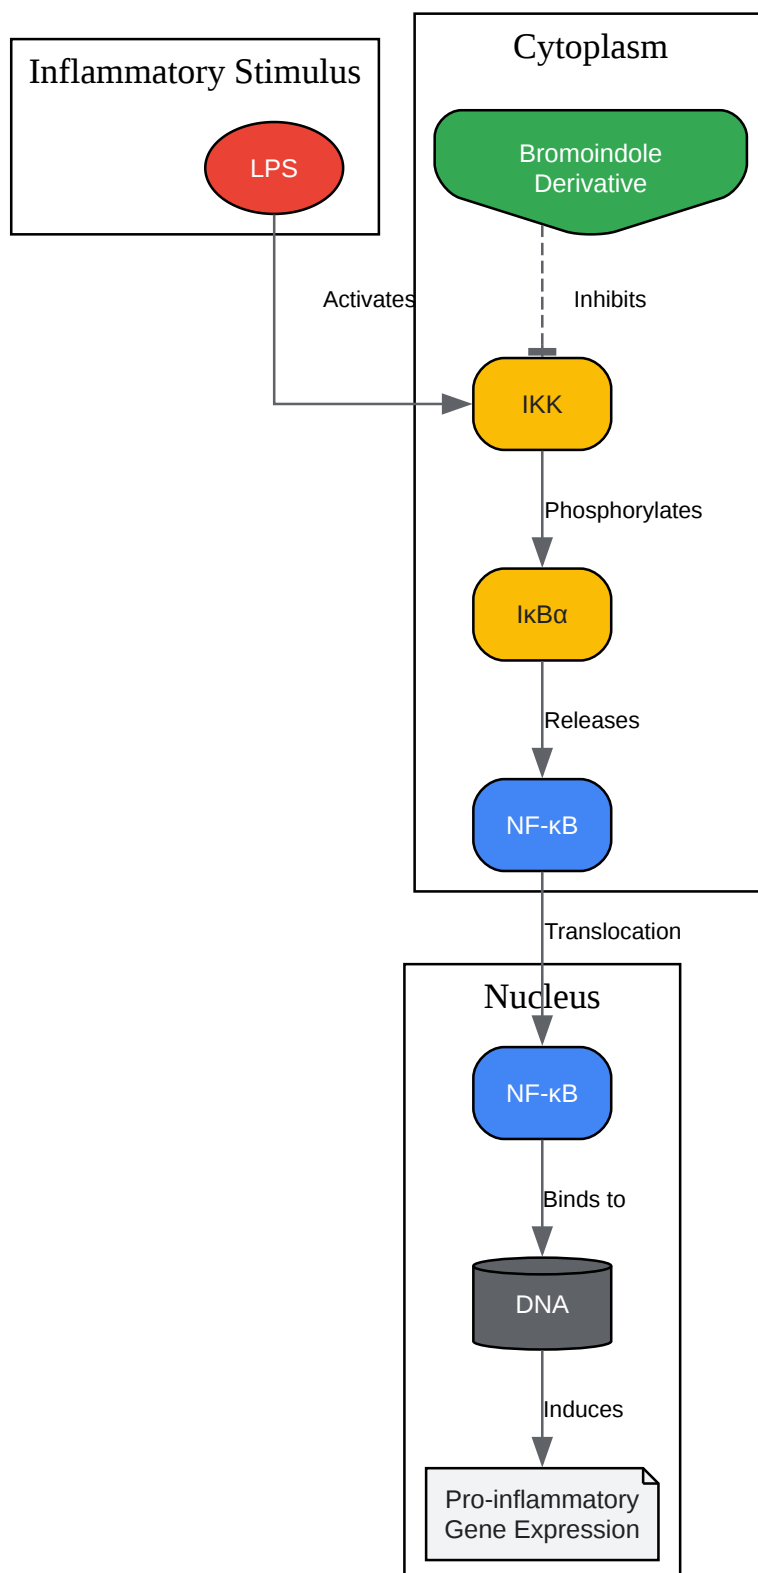 Inflammatory Stimulus
LPS
Cytoplasm
Bromoindole
Derivative
Activates
Inhibits
IKK
Phosphorylates
IκBα
Releases
NF-κB
Translocation
Nucleus
NF-κB
Binds to
DNA
Induces
Pro-inflammatory
Gene Expression